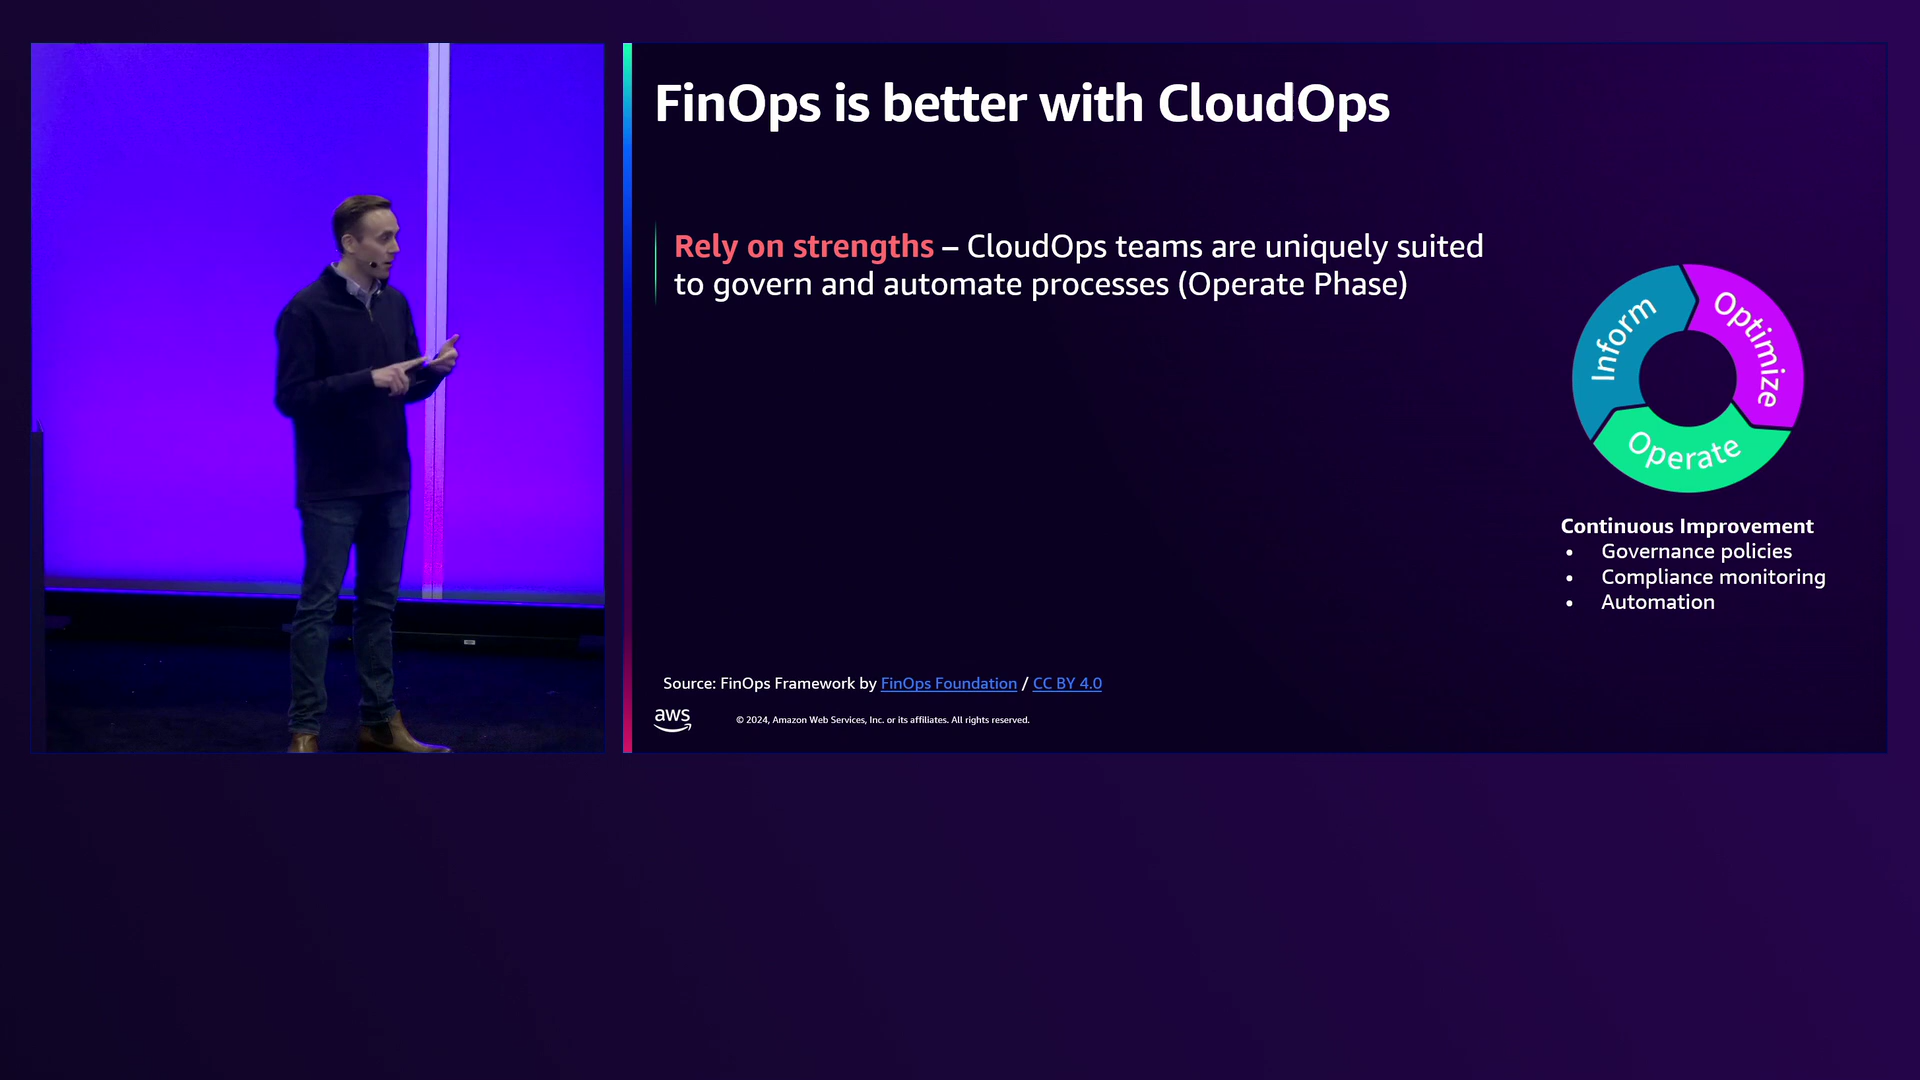 FinOps is better with CloudOps
Rely on strengths – CloudOps teams are uniquely suited
to govern and automate processes (Operate Phase)
Inform
Optimize
Operate
Continuous Improvement
• Governance policies
• Compliance monitoring
• Automation
Source: FinOps Framework by FinOps Foundation / CC BY 4.0
aws
© 2024, Amazon Web Services, Inc. or its affiliates. All rights reserved.